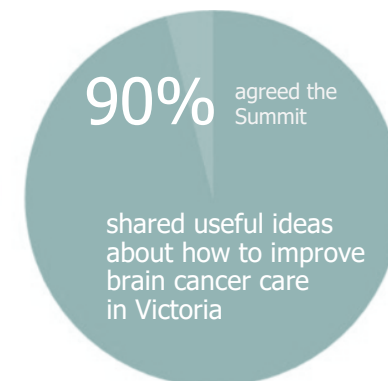 90% agreed the
Summit
shared useful ideas
about how to improve
brain cancer care
in Victoria